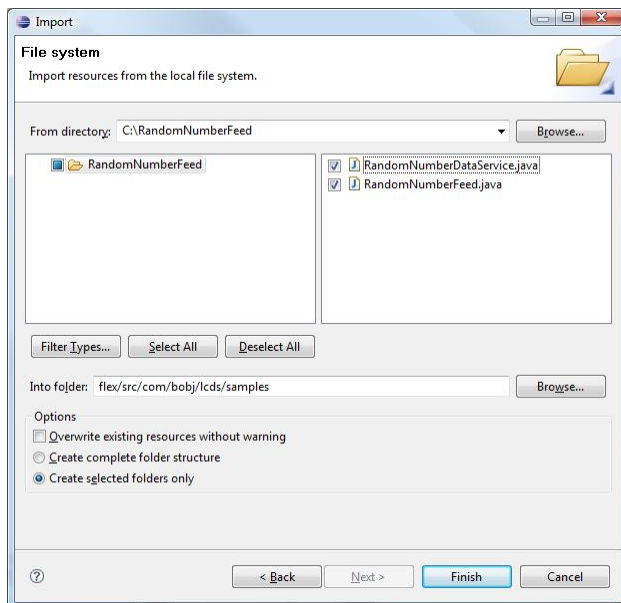 Import
File system
Import resources from the local file system.
From directory: C:\RandomNumberFeed Browse...
RandomNumberFeed
RandomNumberDataService.java
RandomNumberFeed.java
Filter Types... Select All Deselect All
Into folder: flex/src/com/bobj/lcds/samples Browse...
Options
Overwrite existing resources without warning
Create complete folder structure
Create selected folders only
? < Back Next > Finish Cancel